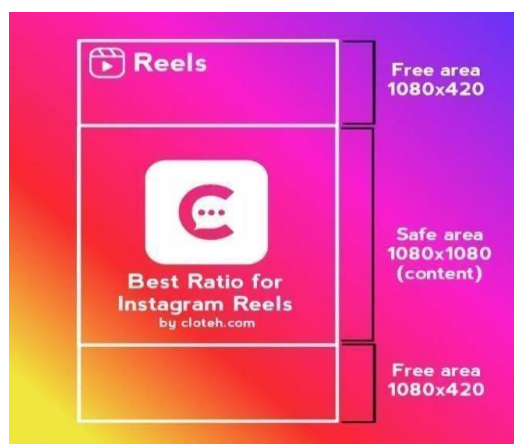 Reels
Free area
1080x420
Safe area
1080x1080
(content)
Best Ratio for
Instagram Reels
by cloteh.com
Free area
1080x420